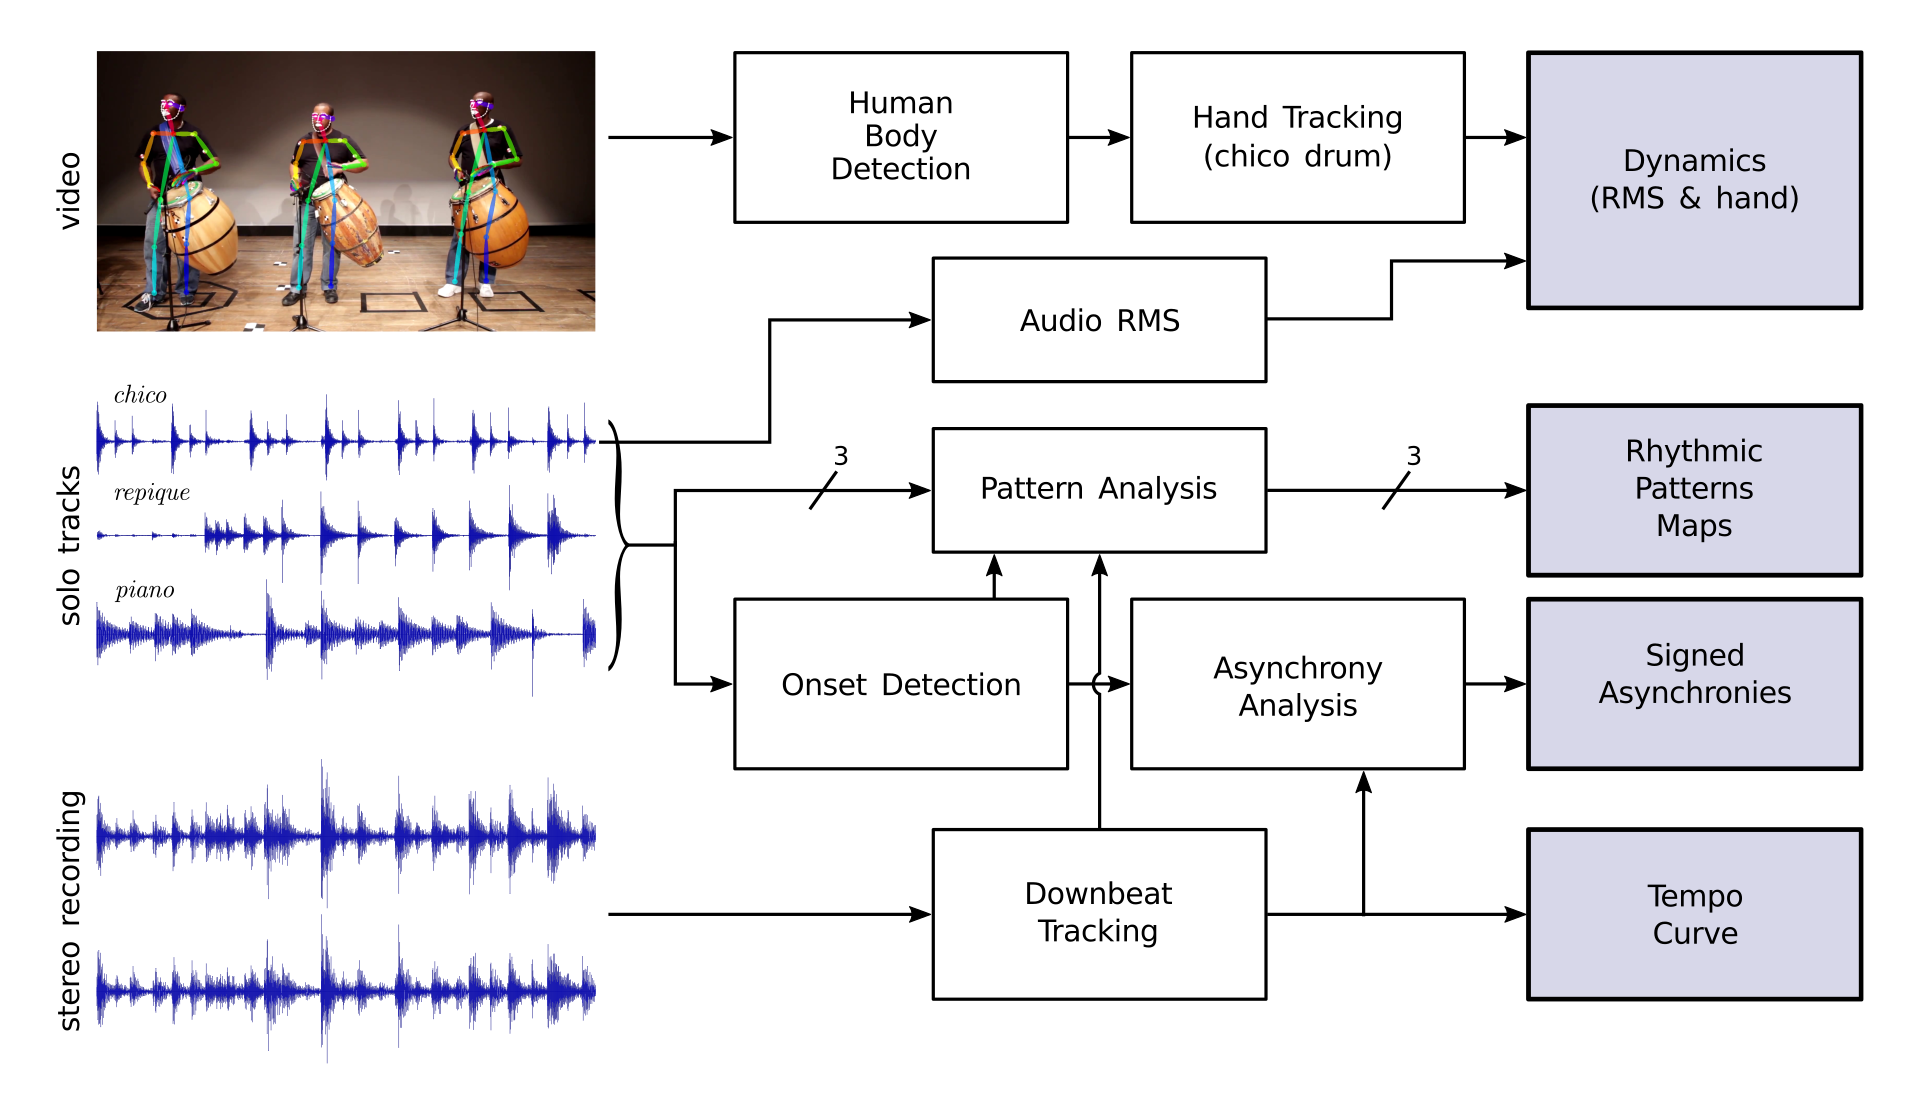 video
Human
Body
Detection
Hand Tracking
(chico drum)
Dynamics
(RMS & hand)
Audio RMS
solo tracks
chico
repique
piano
3
Pattern Analysis
3
Rhythmic
Patterns
Maps
Onset Detection
Asynchrony
Analysis
Signed
Asynchronies
stereo recording
Downbeat
Tracking
Tempo
Curve